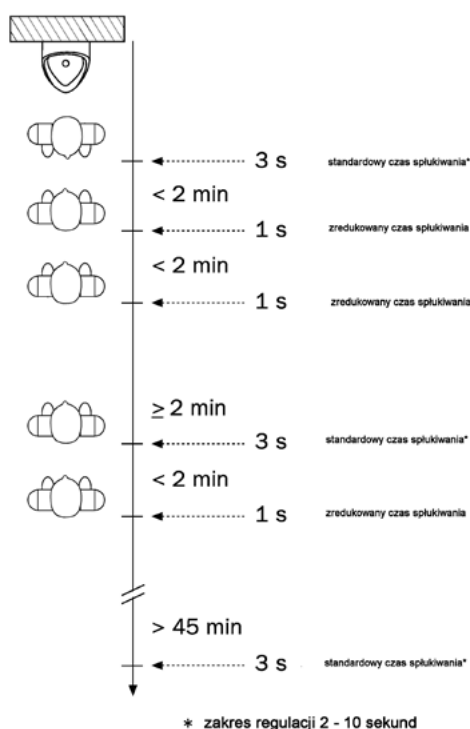 3 s standardowy czas spłukiwania*
< 2 min
1 s zredukowany czas spłukiwania
< 2 min
1 s zredukowany czas spłukiwania
≥ 2 min
3 s standardowy czas spłukiwania*
< 2 min
1 s zredukowany czas spłukiwania
> 45 min
3 s standardowy czas spłukiwania*
* zakres regulacji 2 - 10 sekund